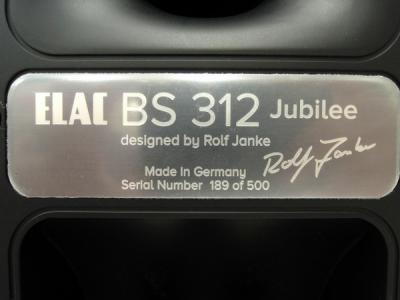 ELAC BS 312 Jubilee
designed by Rolf Janke
Made in Germany
Serial Number 189 of 500
Rolf Janke